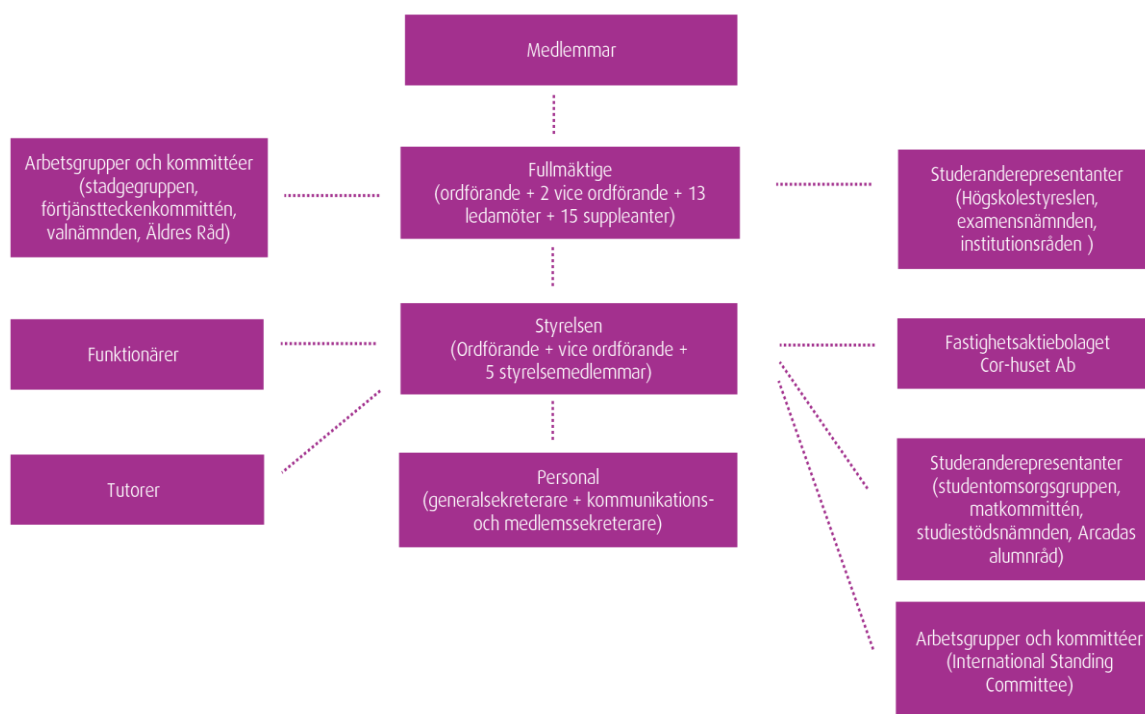 Medlemmar
Arbetsgrupper och kommittéer
(stadgegruppen,
förtjänstteckenkommittén,
valnämnden, Äldres Råd)
Fullmäktige
(ordförande + 2 vice ordförande + 13
ledamöter + 15 suppleanter)
Studeranderepresentanter
(Högskolestyreslen,
examensnämnden,
institutionsråden )
Funktionärer
Styrelsen
(Ordförande + vice ordförande +
5 styrelsemedlemmar)
Fastighetsaktiebolaget
Cor-huset Ab
Tutorer
Personal
(generalsekreterare + kommunikations-
och medlemssekreterare)
Studeranderepresentanter
(studentomsorgsgruppen,
matkommittén,
studiestödsnämnden, Arcadas
alumnråd)
Arbetsgrupper och kommittéer
(International Standing
Committee)